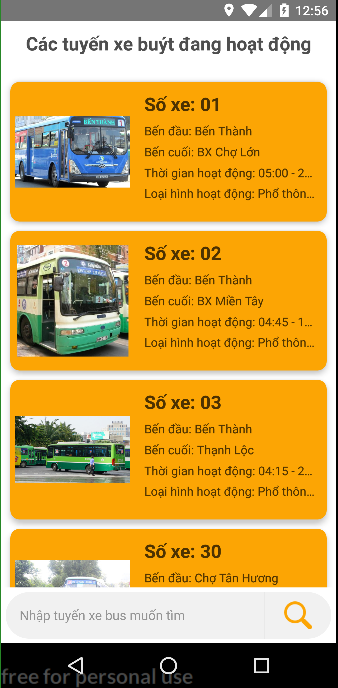 12:56
Các tuyến xe buýt đang hoạt động
Số xe: 01
Bến đầu: Bến Thành
Bến cuối: BX Chợ Lớn
Thời gian hoạt động: 05:00 - 2...
Loại hình hoạt động: Phổ thôn...
BẾN THÀNH
Số xe: 02
Bến đầu: Bến Thành
Bến cuối: BX Miền Tây
Thời gian hoạt động: 04:45 - 1...
Loại hình hoạt động: Phổ thôn...
Số xe: 03
Bến đầu: Bến Thành
Bến cuối: Thạnh Lộc
Thời gian hoạt động: 04:15 - 2...
Loại hình hoạt động: Phổ thôn...
Số xe: 30
Bến đầu: Chợ Tân Hương
Nhập tuyến xe bus muốn tìm
free for personal use